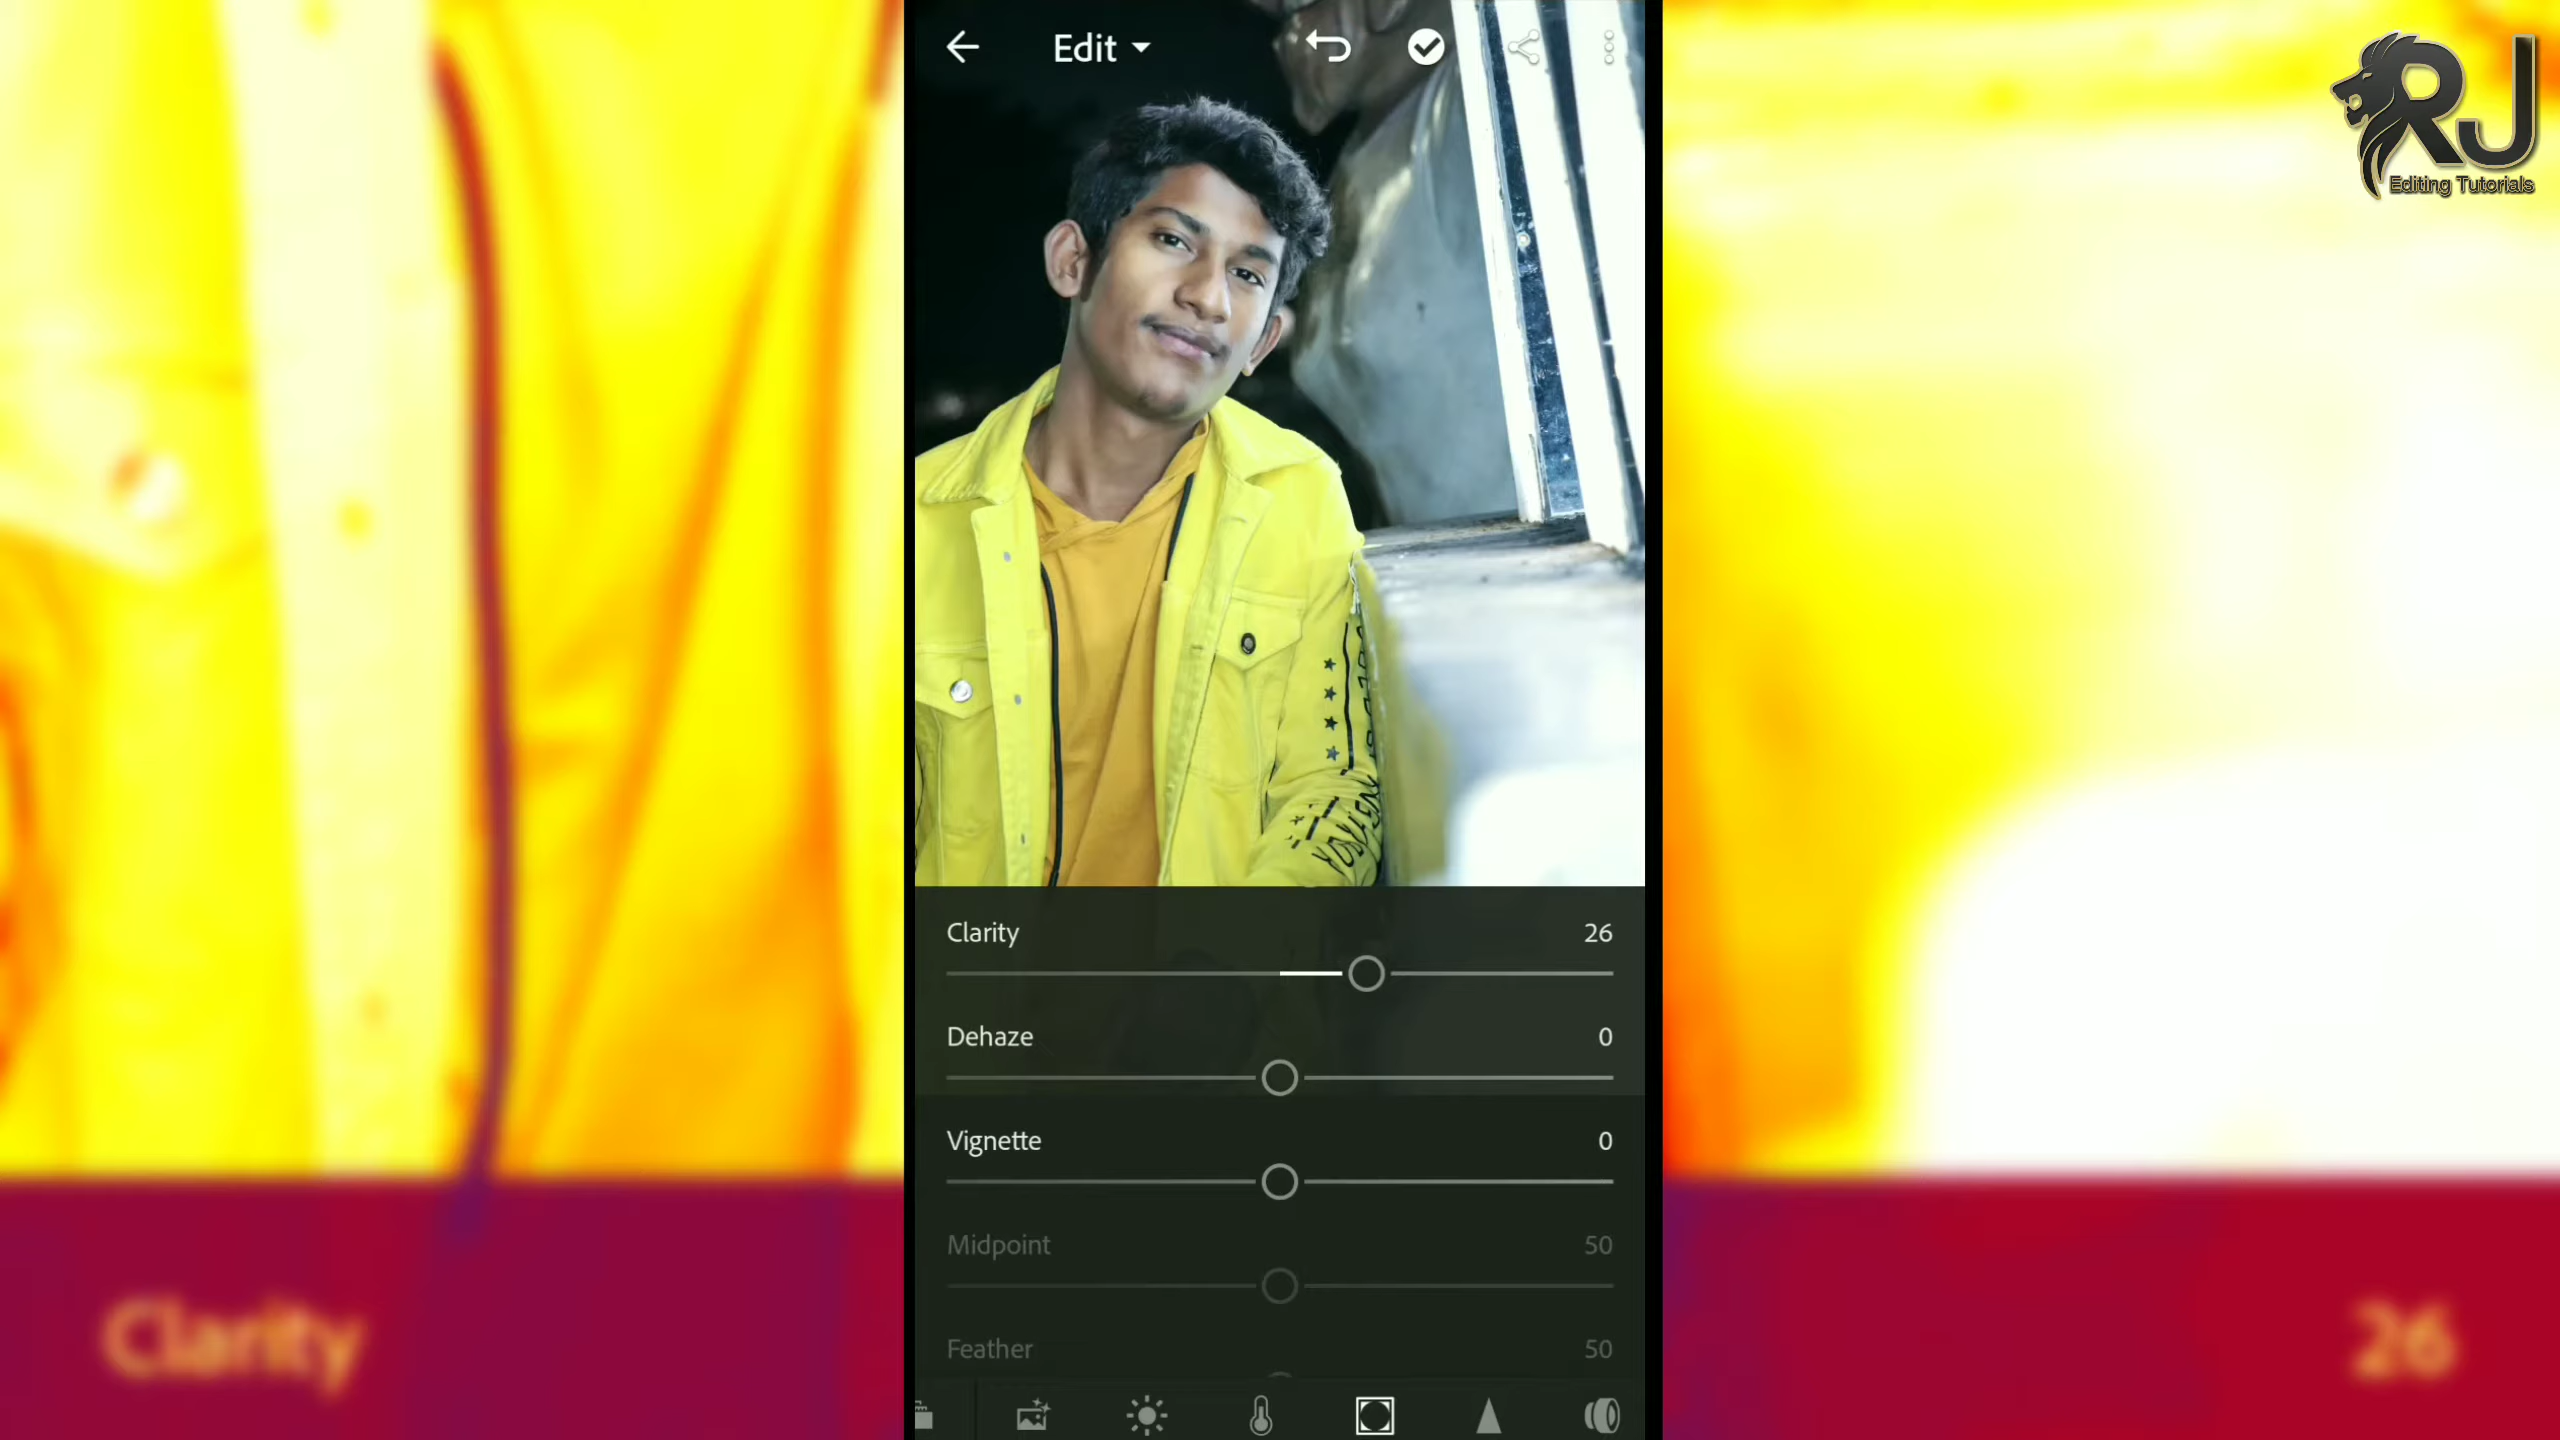 Edit
RJ
Editing Tutorials
Clarity 26
Dehaze 0
Vignette 0
Midpoint 50
Feather 50
Clarity 26